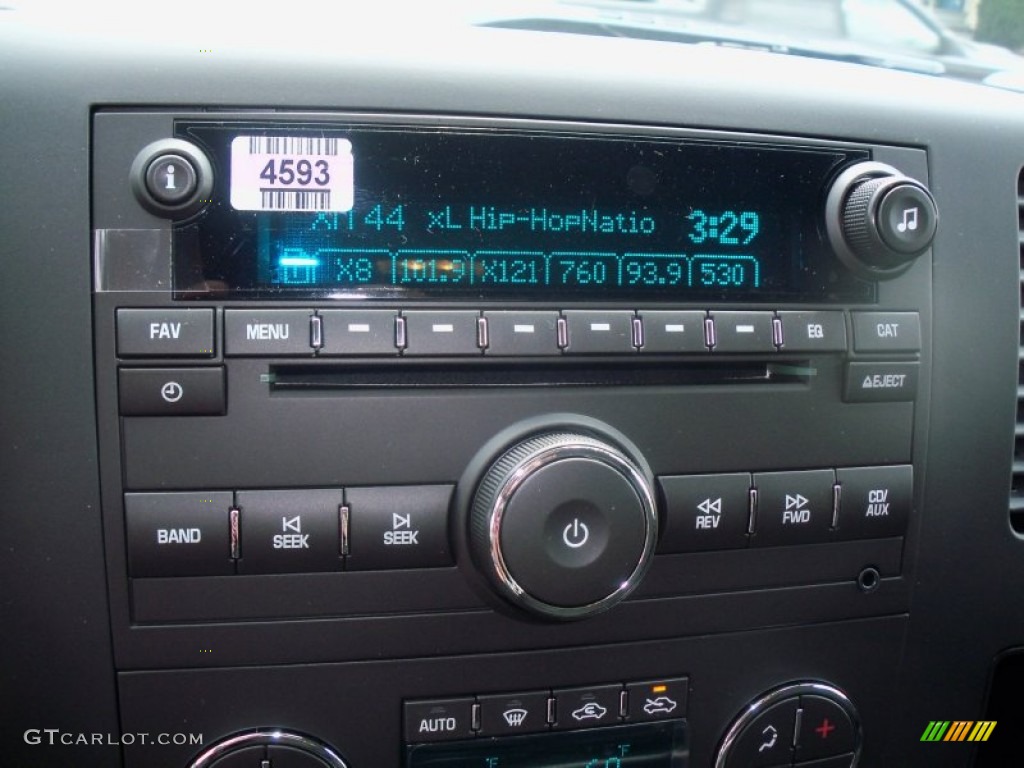 i
4593
XM 44 xL Hip-HopNatio 3:29
X8 101.9 X121 760 93.9 530
FAV MENU EQ CAT
EJECT
BAND SEEK SEEK REV FWD CD/
AUX
AUTO
°F °F
GTCARLOT.COM